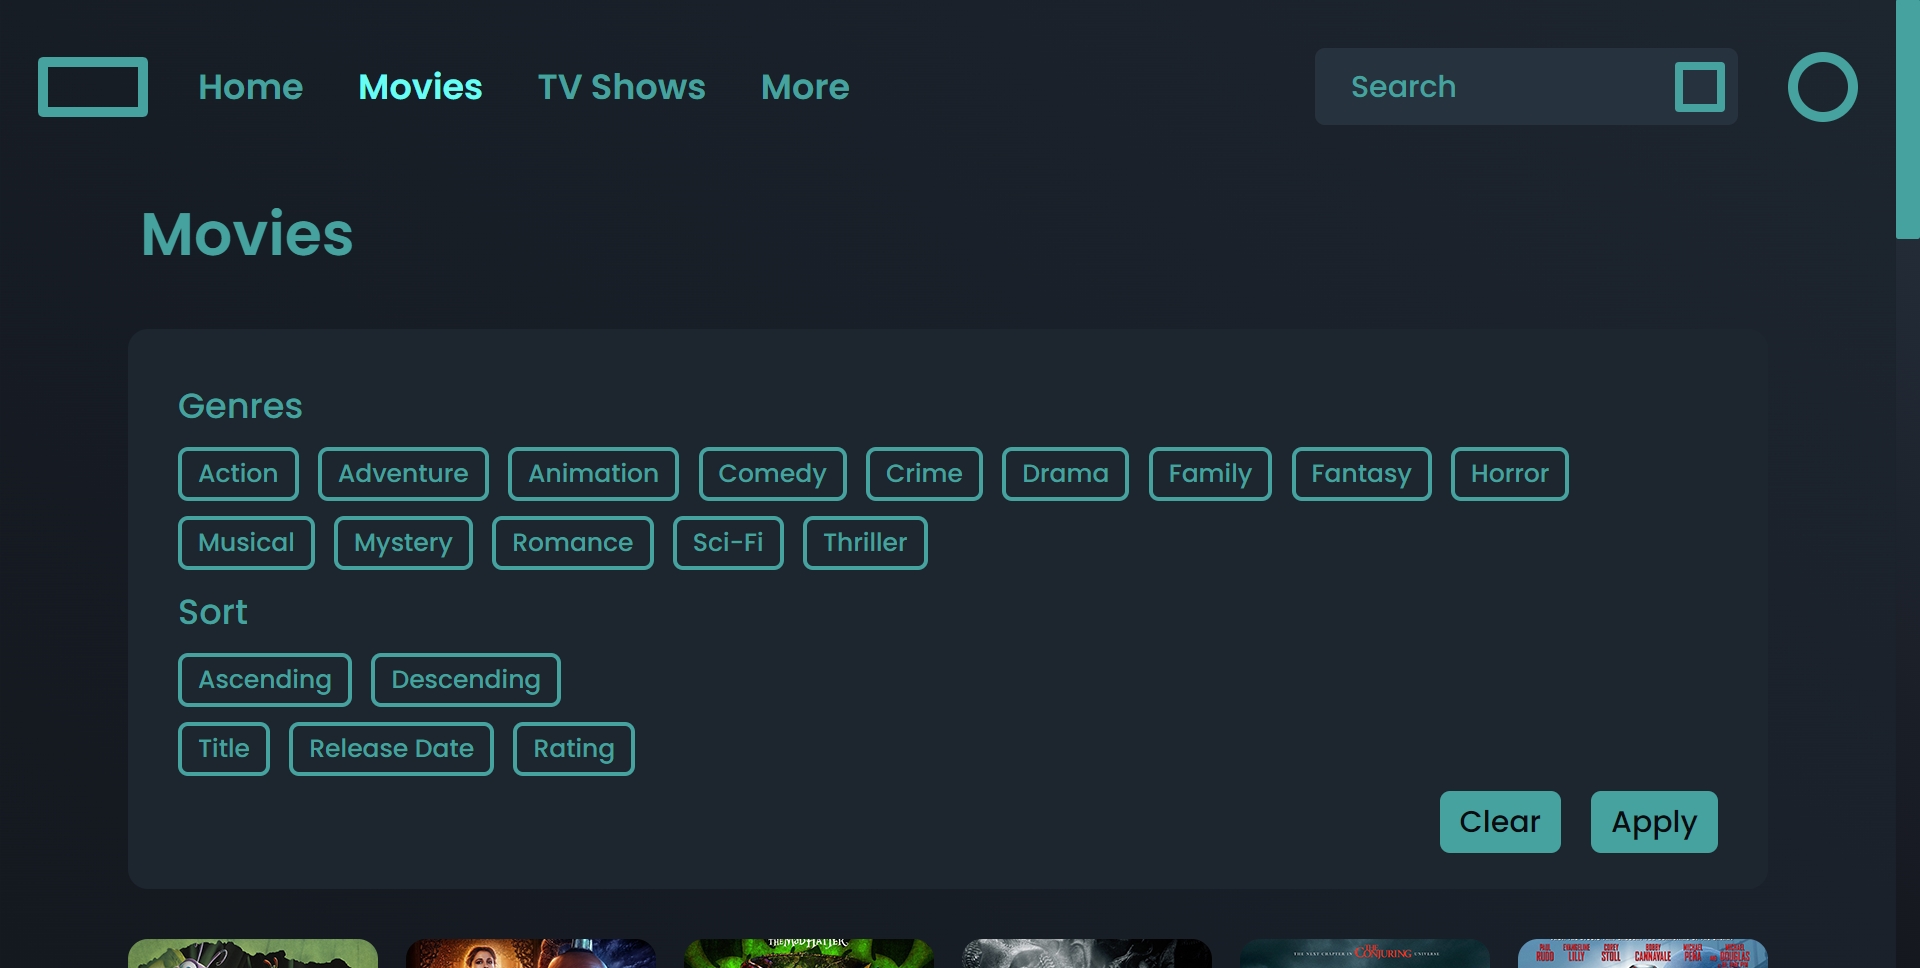 Home Movies TV Shows More Search
Movies
Genres
Action Adventure Animation Comedy Crime Drama Family Fantasy Horror
Musical Mystery Romance Sci-Fi Thriller
Sort
Ascending Descending
Title Release Date Rating
Clear Apply
THE MAD HATTER
THE NEXT CHAPTER IN THE CONJURING UNIVERSE
PAUL RUDD EVANGELINE LILLY COREY STOLL BOBBY CANNAVALE MICHAEL PEÑA AND MICHAEL DOUGLAS